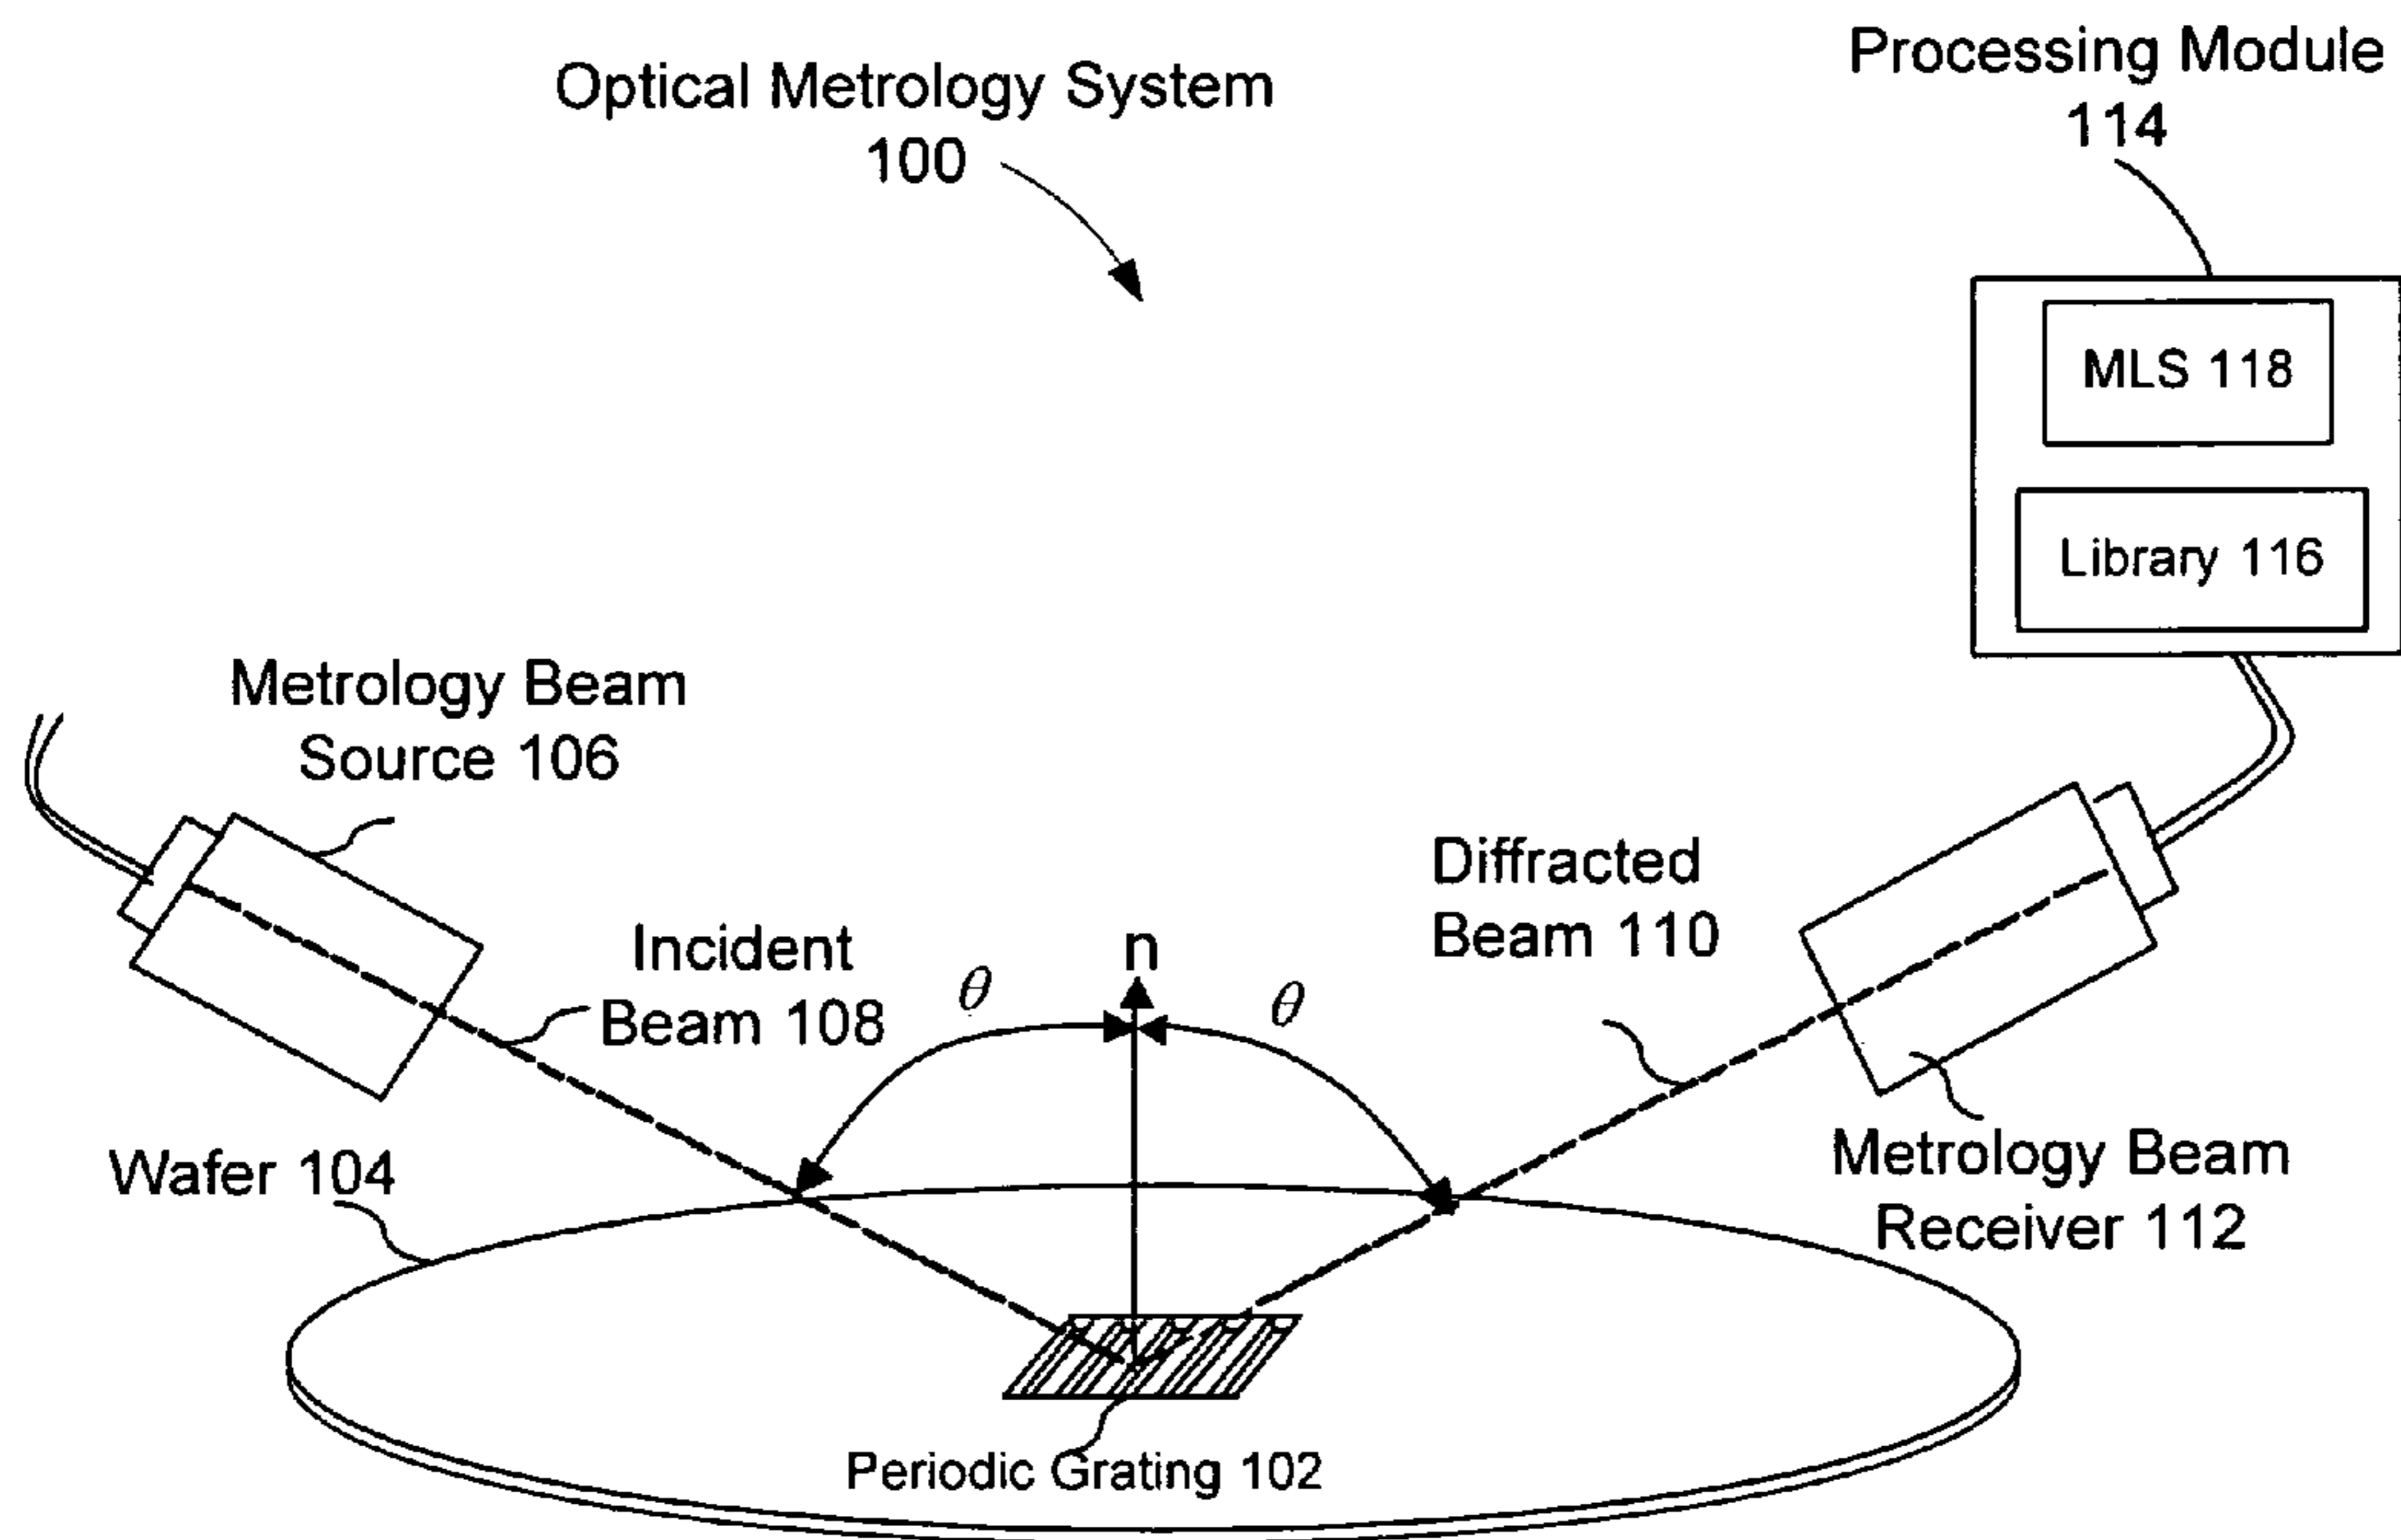 Optical Metrology System
100
Processing Module
114
MLS 118
Library 116
Metrology Beam
Source 106
Incident
Beam 108
θ
n
θ
Diffracted
Beam 110
Wafer 104
Metrology Beam
Receiver 112
Periodic Grating 102